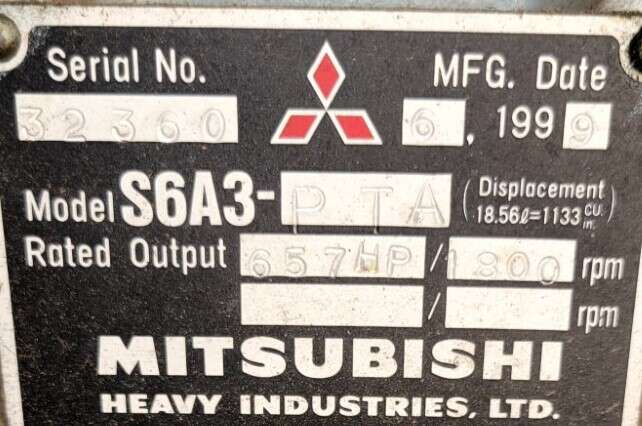 Serial No. MFG. Date
32360 6, 1999
Model S6A3-PTA (Displacement 18.56ℓ=1133 cu. in.)
Rated Output 657HP/1800 rpm
/ rpm
MITSUBISHI
HEAVY INDUSTRIES, LTD.